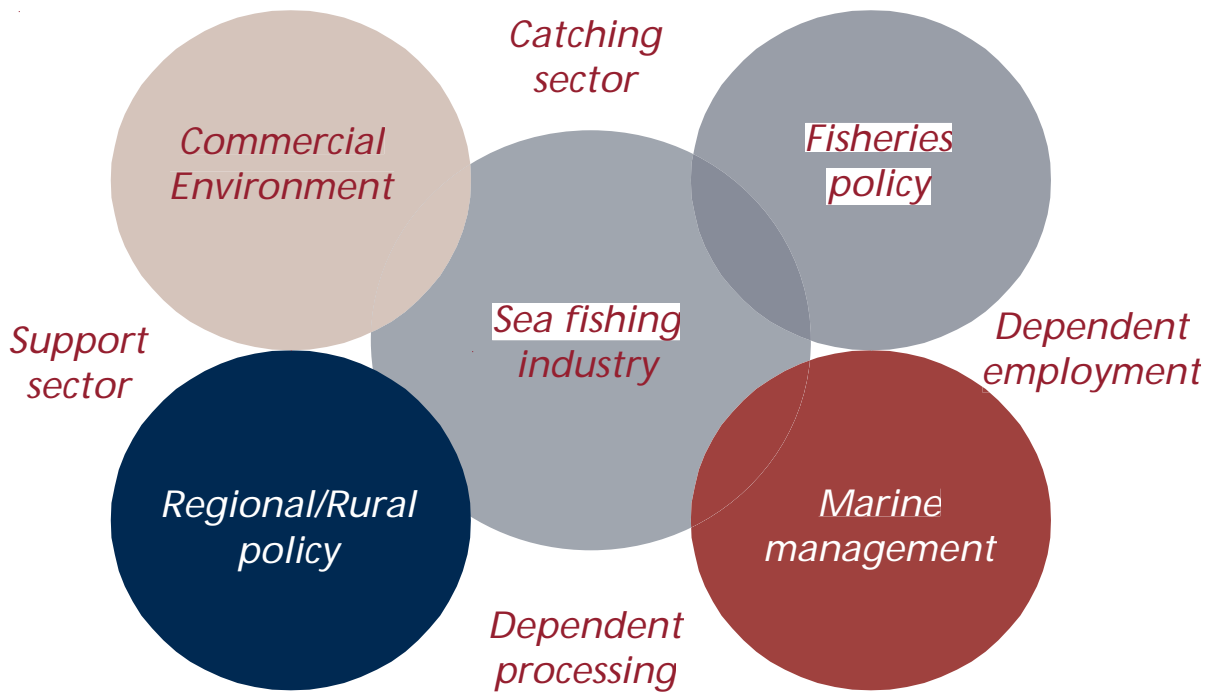 Catching
sector
Commercial
Environment
Fisheries
policy
Sea fishing
industry
Support
sector
Dependent
employment
Regional/Rural
policy
Marine
management
Dependent
processing